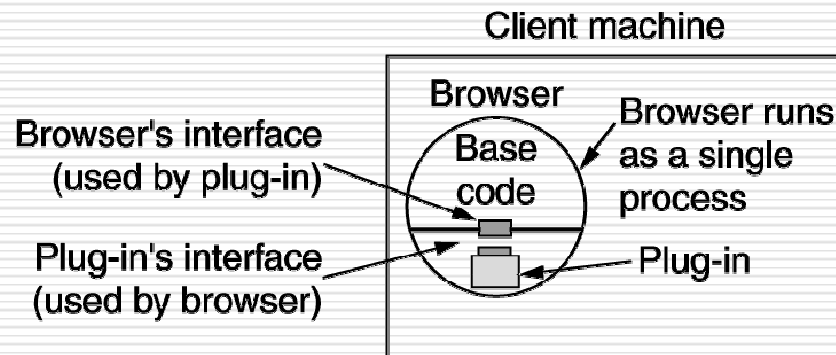 Client machine
Browser
Browser runs
as a single
process
Base
code
Browser's interface
(used by plug-in)
Plug-in's interface
(used by browser)
Plug-in